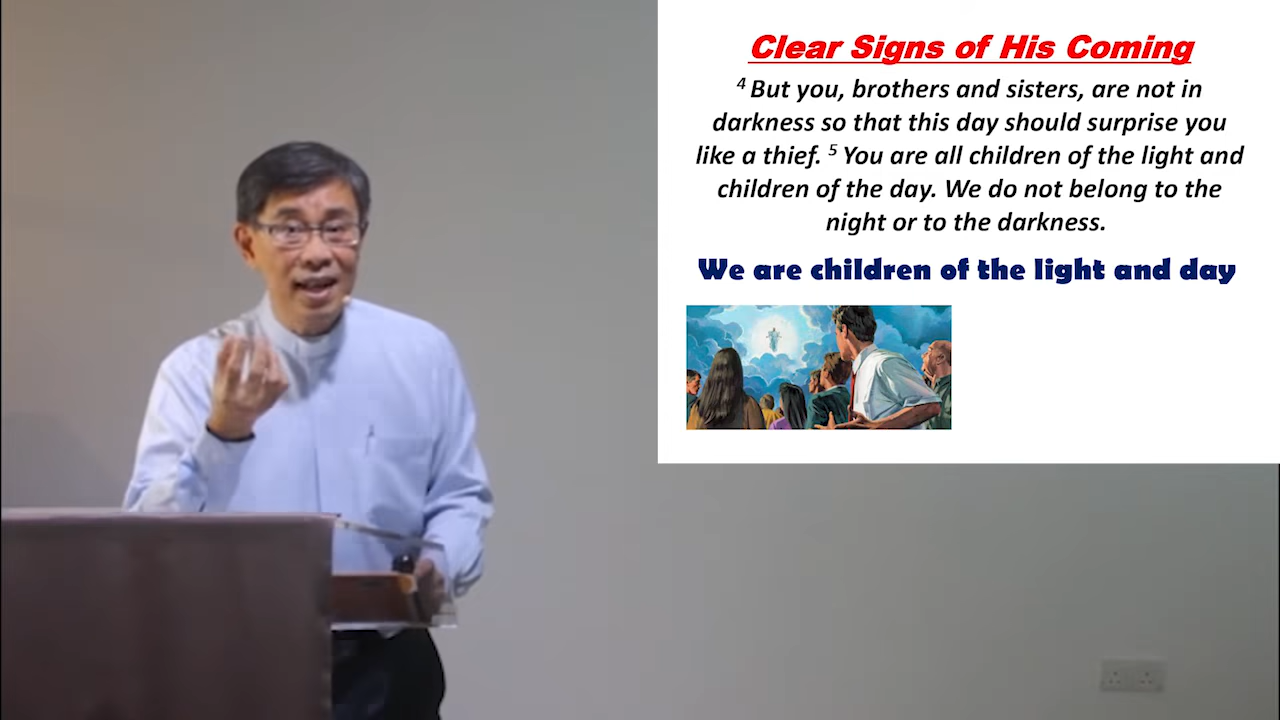 Clear Signs of His Coming
4 But you, brothers and sisters, are not in
darkness so that this day should surprise you
like a thief. 5 You are all children of the light and
children of the day. We do not belong to the
night or to the darkness.
We are children of the light and day